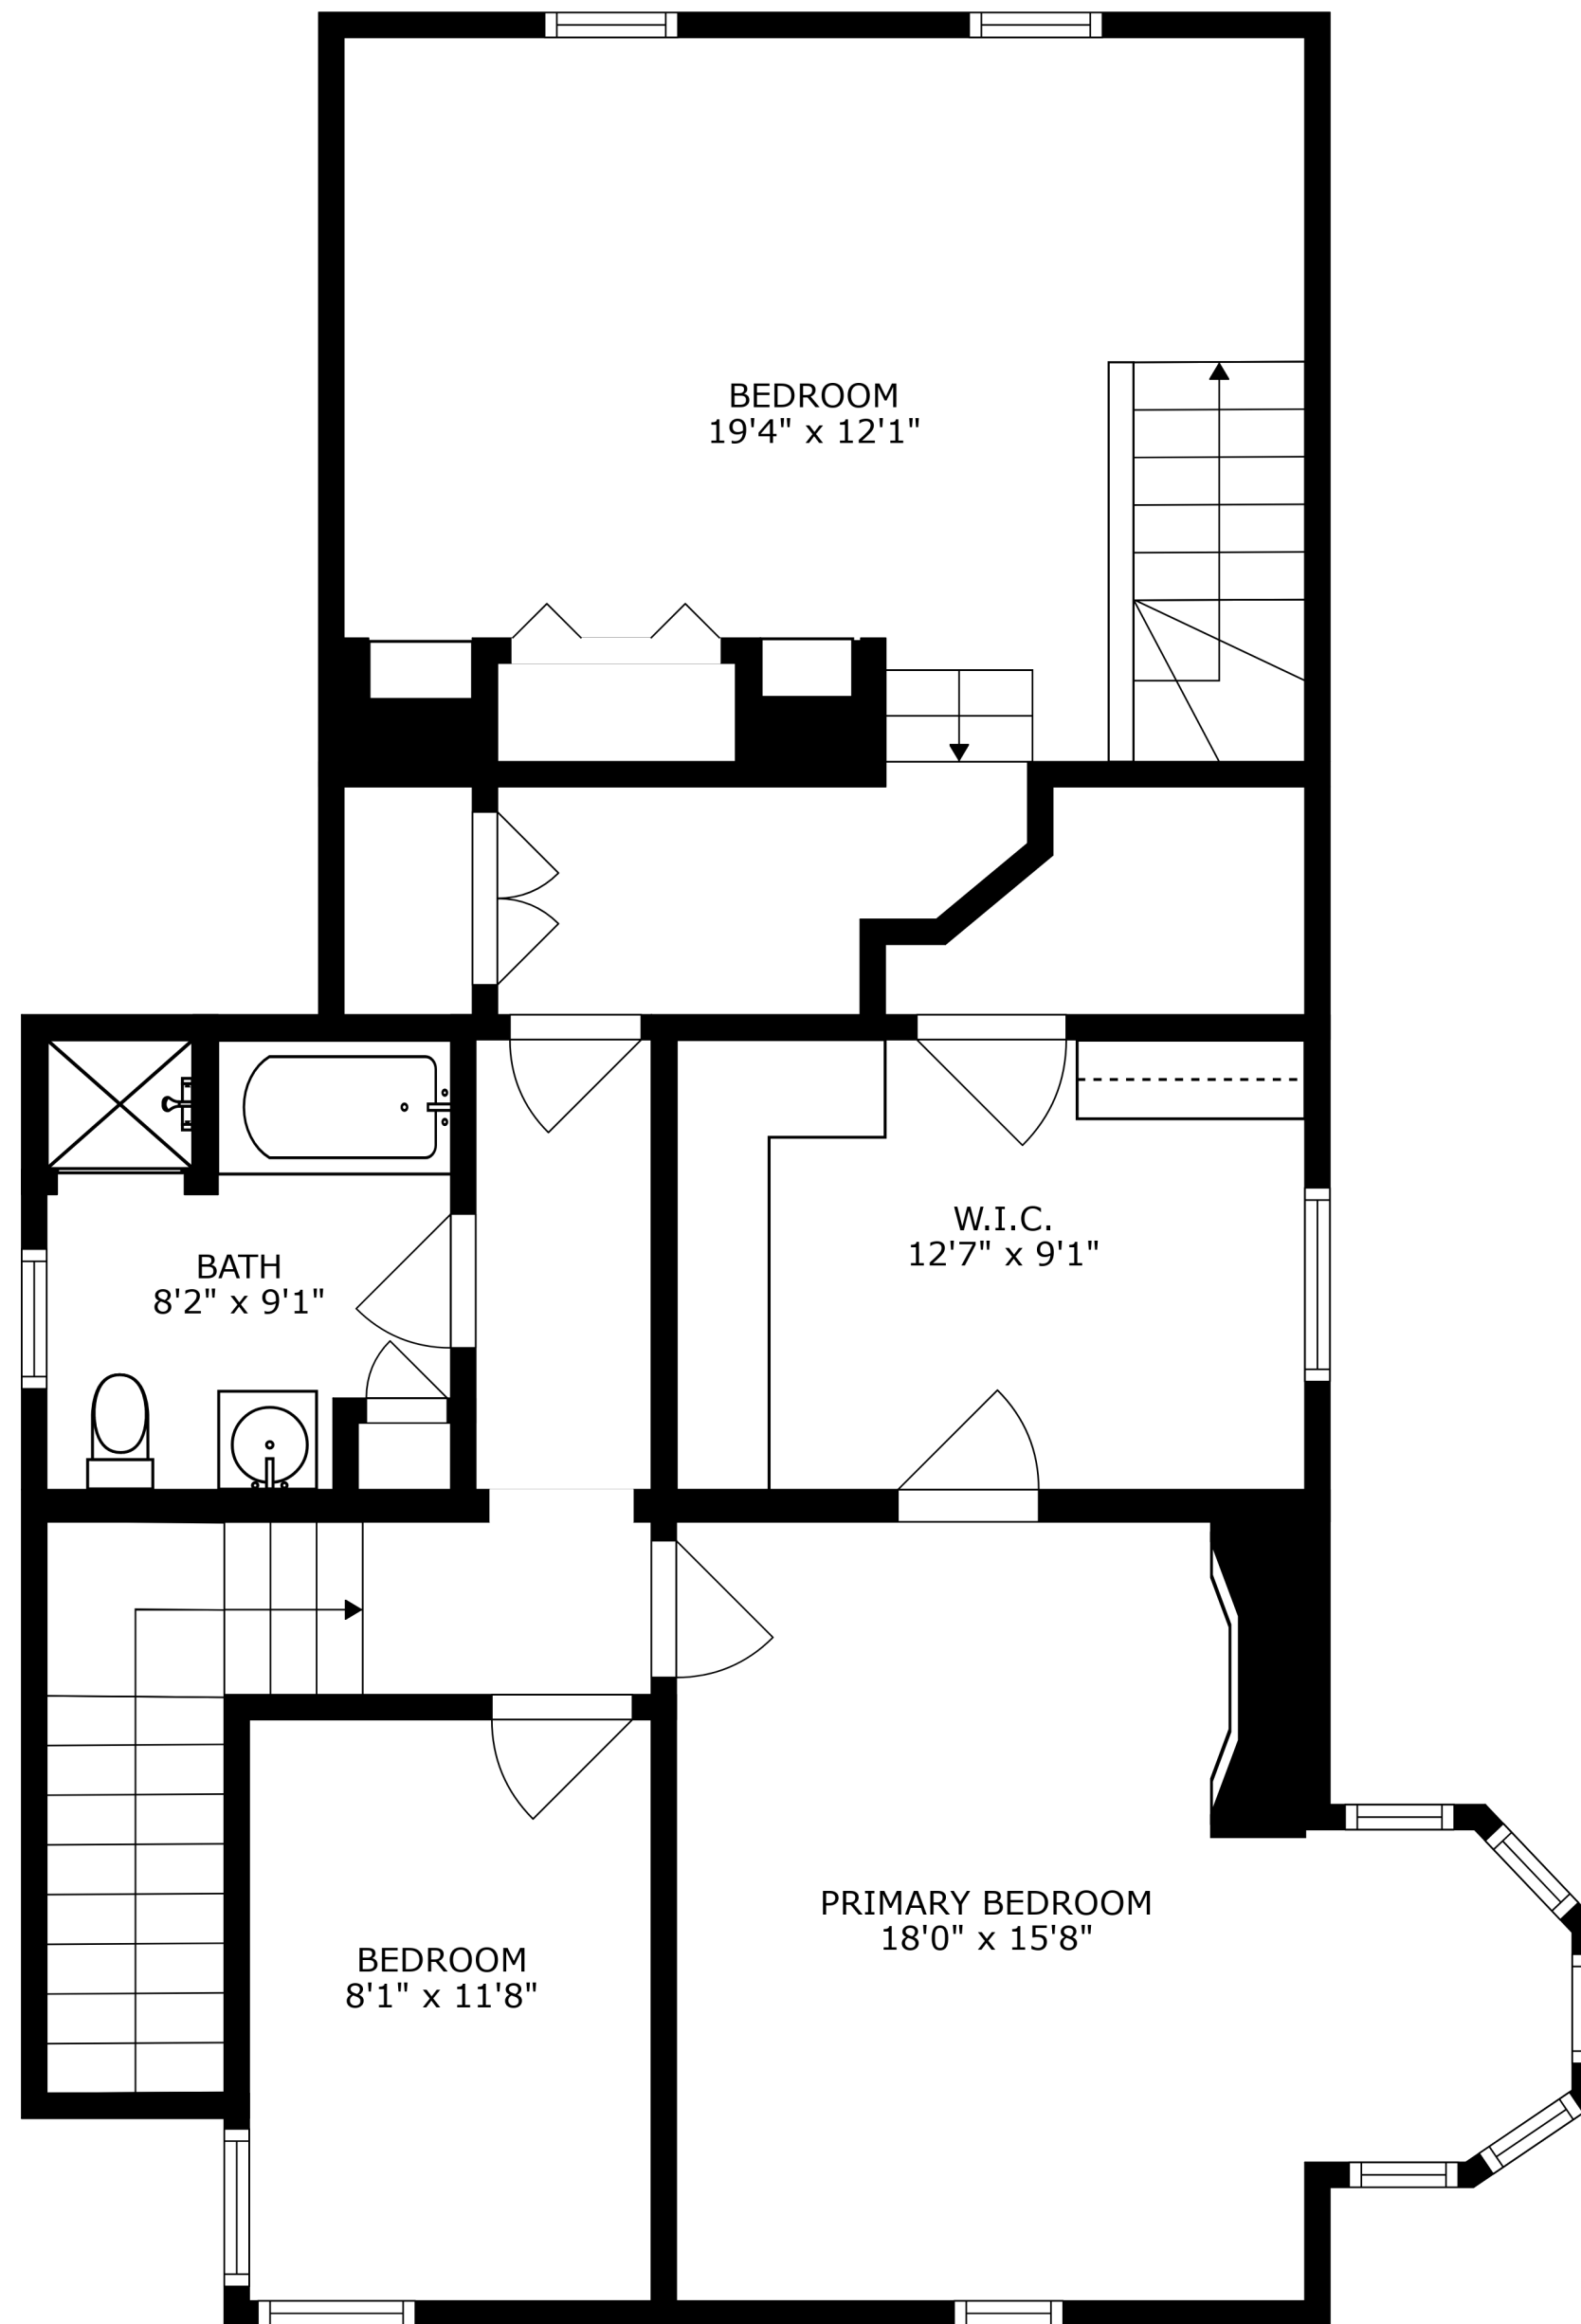 BEDROOM
19'4" x 12'1"
W.I.C.
12'7" x 9'1"
BATH
8'2" x 9'1"
PRIMARY BEDROOM
18'0" x 15'8"
BEDROOM
8'1" x 11'8"